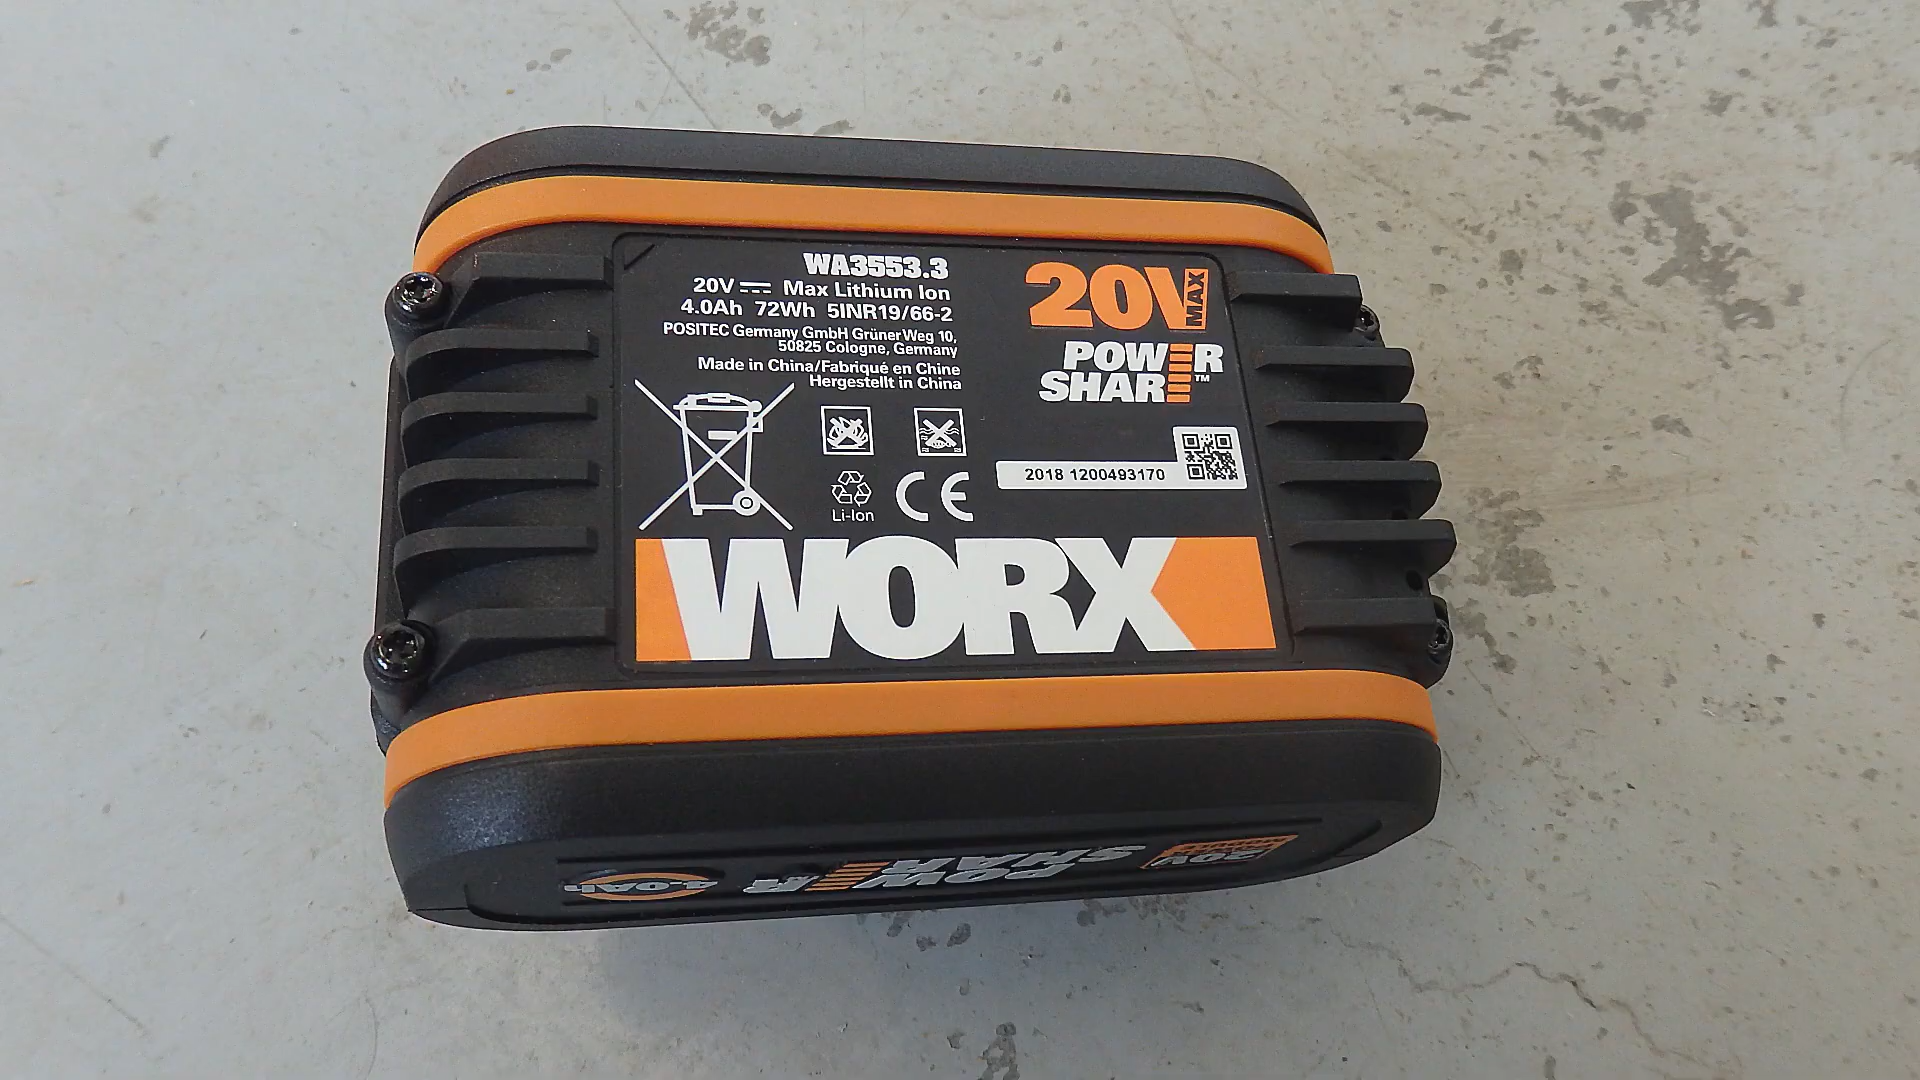 WA3553.3
20V Max Lithium Ion
4.0Ah 72Wh 5INR19/66-2
POSITEC Germany GmbH Grüner Weg 10,
50825 Cologne, Germany
Made in China/Fabriqué en Chine
Hergestellt in China
20V MAX
POWER
SHARE™
2018 1200493170
Li-Ion
CE
WORX
20V
POWER
SHARE
4.0Ah